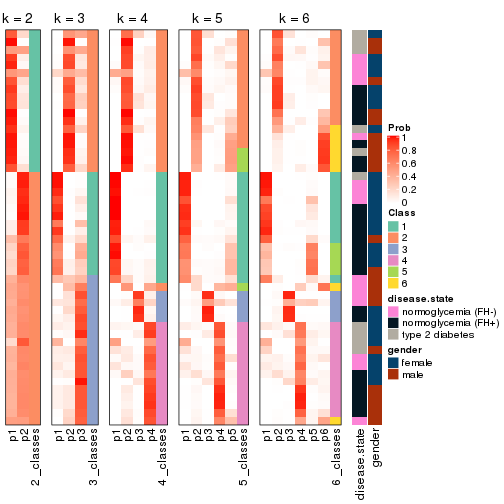 k = 2
k = 3
k = 4
k = 5
k = 6
p1
p2
2_classes
p1
p2
p3
3_classes
p1
p2
p3
p4
4_classes
p1
p2
p3
p4
p5
5_classes
p1
p2
p3
p4
p5
p6
6_classes
disease.state
gender
Prob
1
0.8
0.6
0.4
0.2
0
Class
1
2
3
4
5
6
disease.state
normoglycemia (FH-)
normoglycemia (FH+)
type 2 diabetes
gender
female
male